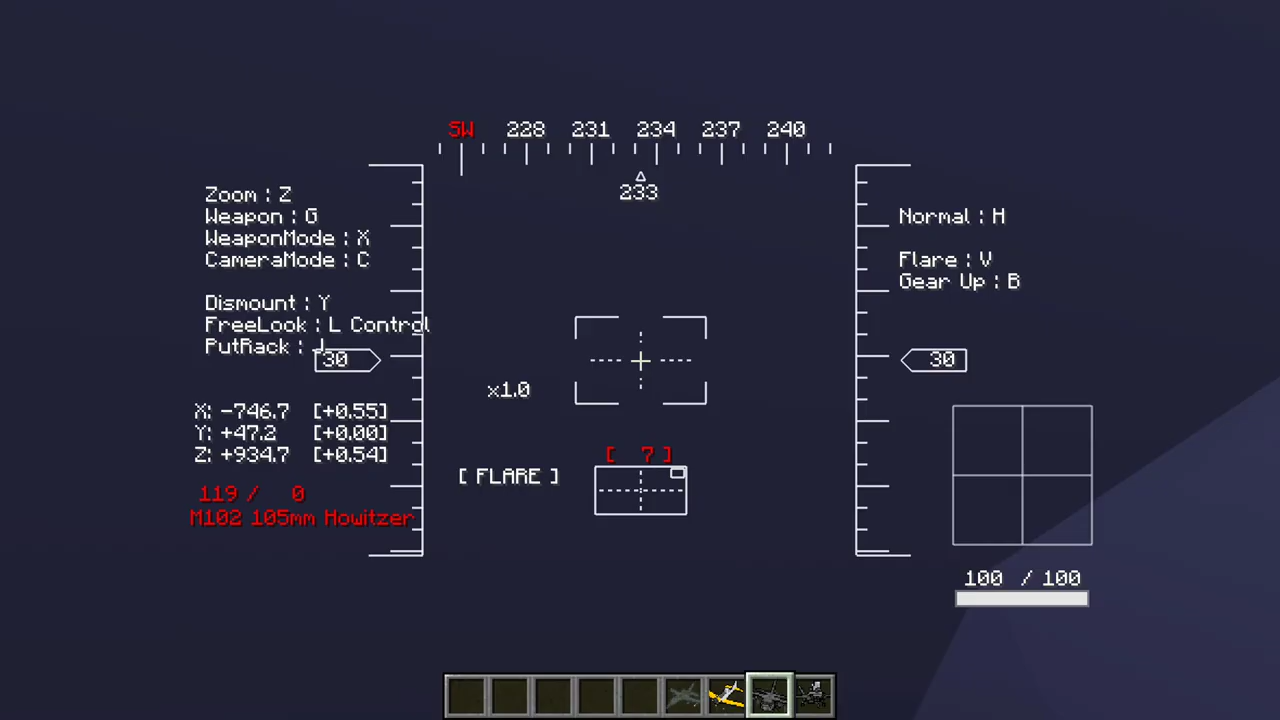 SW 228 231 234 237 240
233
Zoom : Z
Weapon : G
WeaponMode : X
CameraMode : C
Dismount : Y
FreeLook : L Control
PutRack : J
30
Normal : H
Flare : V
Gear Up : B
30
x1.0
X: -746.7 [+0.55]
Y: +47.2 [+0.00]
Z: +934.7 [+0.54]
119 / 0
M102 105mm Howitzer
[ FLARE ]
[ 7 ]
100 / 100